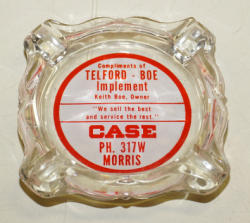 Compliments of
TELFORD - BOE
Implement
Keith Boe, Owner
"We sell the best
and service the rest."
CASE
PH. 317W
MORRIS